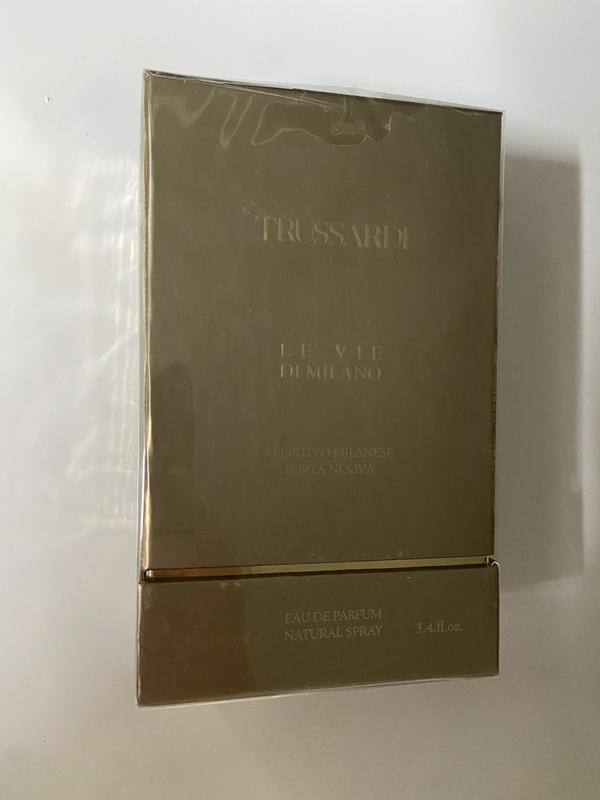 TRUSSARDI
LE VIE
DI MILANO
APERITIVO MILANESE
PORTA NUOVA
EAU DE PARFUM
NATURAL SPRAY
3.4.fl.oz.